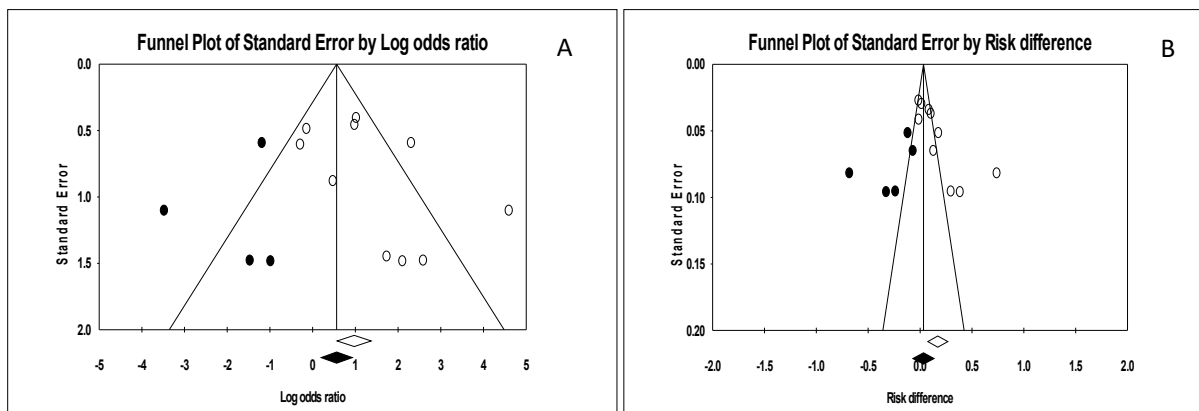 Funnel Plot of Standard Error by Log odds ratio
A
0.0
0.5
1.0
1.5
2.0
Standard Error
-5 -4 -3 -2 -1 0 1 2 3 4 5
Log odds ratio
Funnel Plot of Standard Error by Risk difference
B
0.00
0.05
0.10
0.15
0.20
Standard Error
-2.0 -1.5 -1.0 -0.5 0.0 0.5 1.0 1.5 2.0
Risk difference